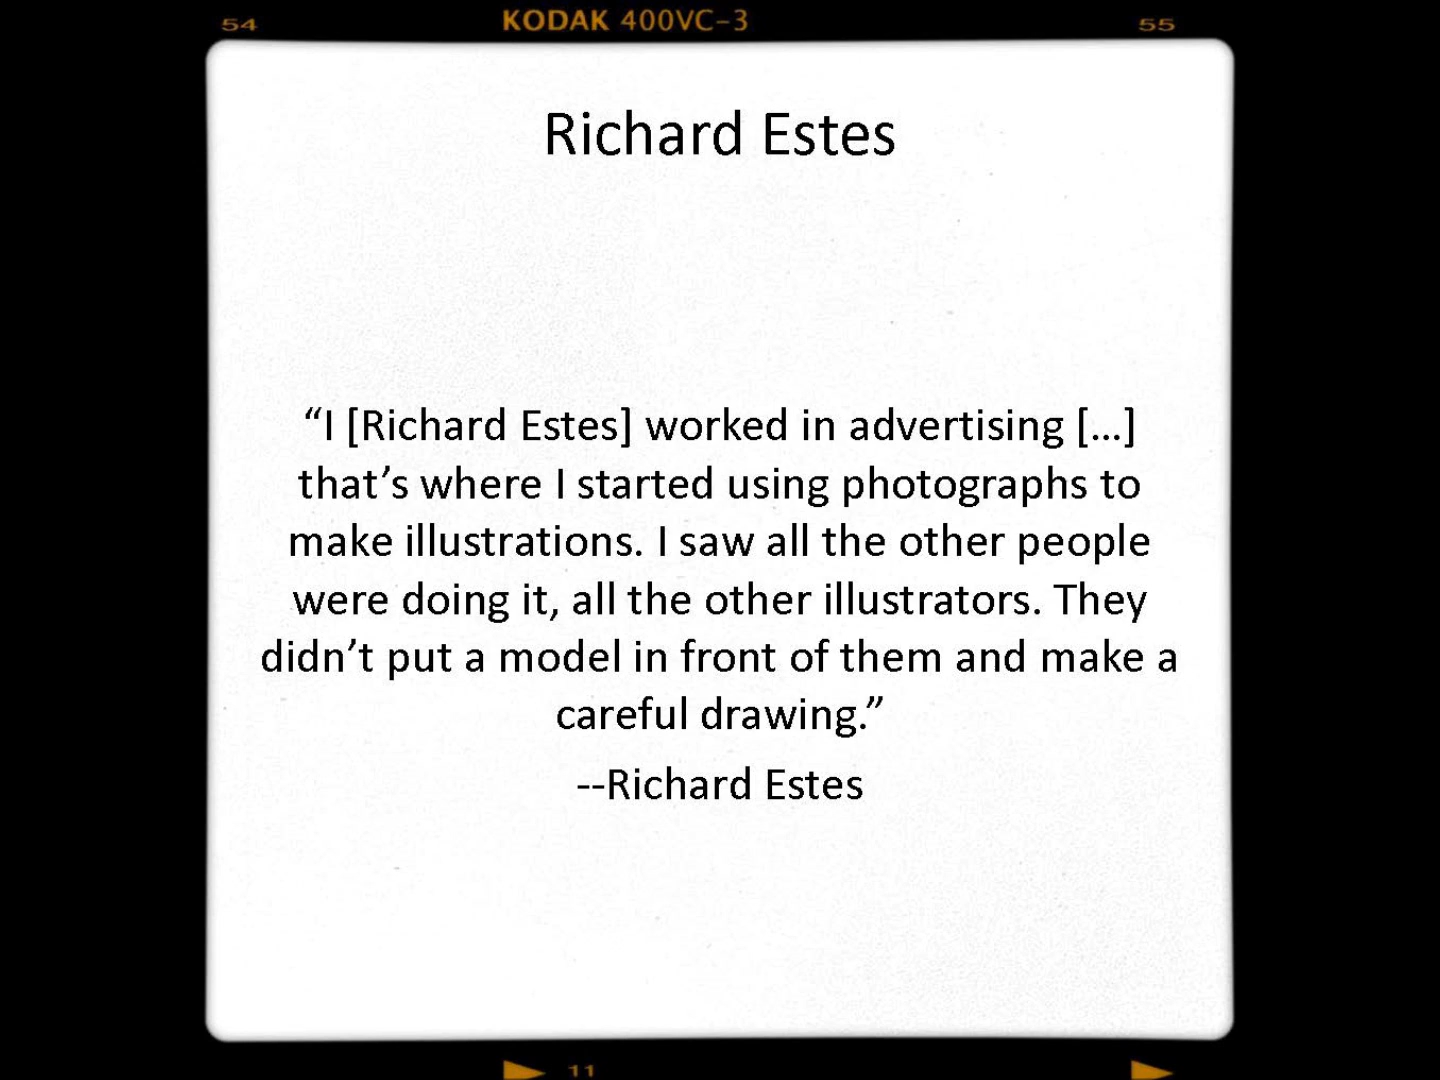 54 KODAK 400VC-3 55
Richard Estes
“I [Richard Estes] worked in advertising […]
that’s where I started using photographs to
make illustrations. I saw all the other people
were doing it, all the other illustrators. They
didn’t put a model in front of them and make a
careful drawing.”
--Richard Estes
11